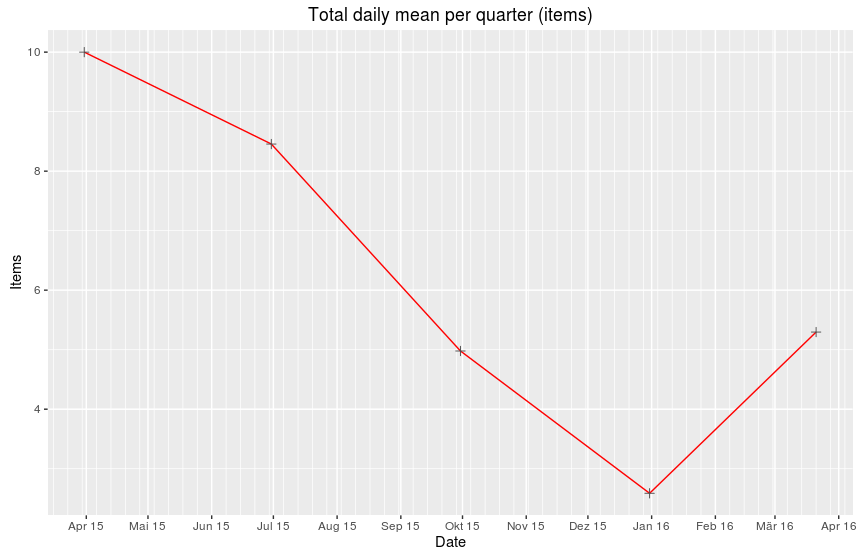 Total daily mean per quarter (items)
10
8
6
4
Items
Apr 15 Mai 15 Jun 15 Jul 15 Aug 15 Sep 15 Okt 15 Nov 15 Dez 15 Jan 16 Feb 16 Mär 16 Apr 16
Date